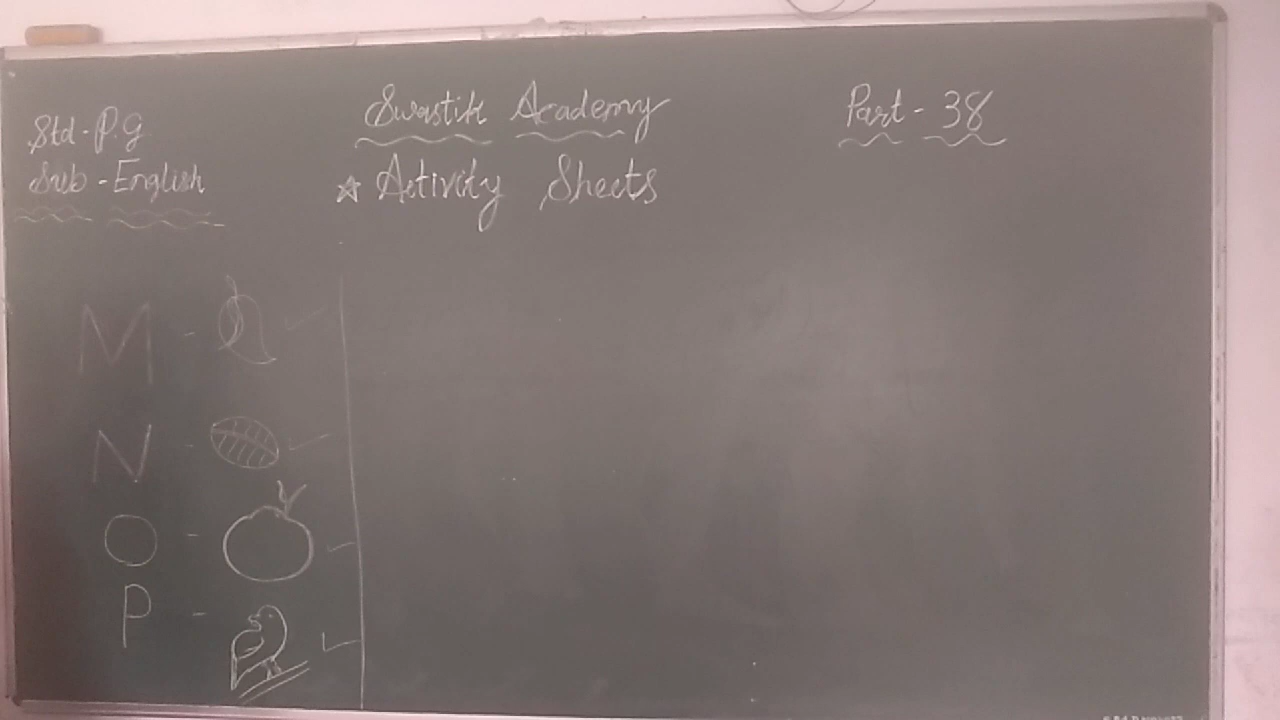 Std - P.G
Sub - English
Swastik Academy
☆ Activity Sheets
Part - 38
M -
N -
O -
P -